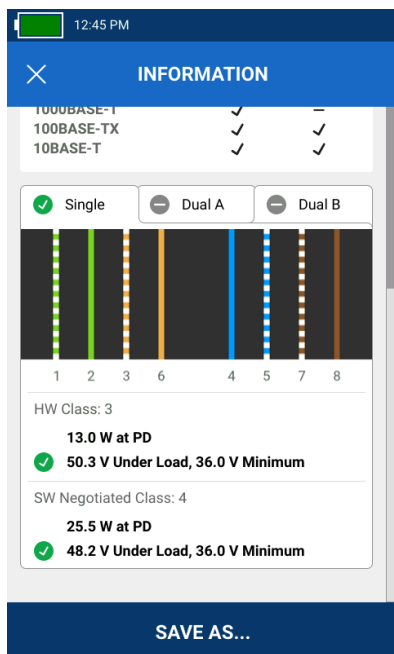 12:45 PM
INFORMATION
1000BASE-T
100BASE-TX
10BASE-T
Single
Dual A
Dual B
1 2 3 6 4 5 7 8
HW Class: 3
13.0 W at PD
50.3 V Under Load, 36.0 V Minimum
SW Negotiated Class: 4
25.5 W at PD
48.2 V Under Load, 36.0 V Minimum
SAVE AS...